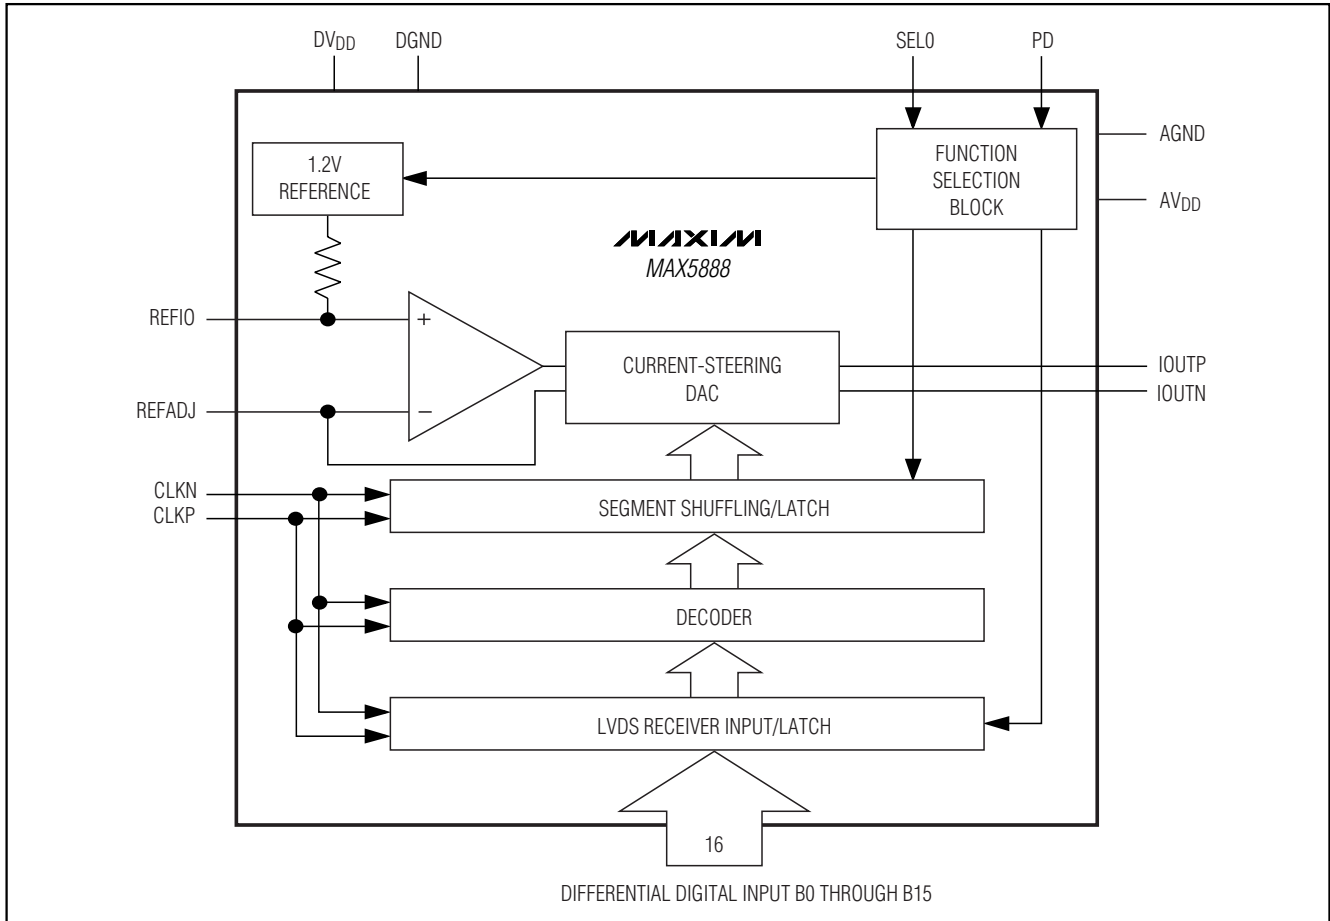 DVDD DGND SEL0 PD
AGND
AVDD
1.2V
REFERENCE
FUNCTION
SELECTION
BLOCK
MAXIM
MAX5888
REFIO
+
REFADJ
−
CURRENT-STEERING
DAC
IOUTP
IOUTN
CLKN
CLKP
SEGMENT SHUFFLING/LATCH
DECODER
LVDS RECEIVER INPUT/LATCH
16
DIFFERENTIAL DIGITAL INPUT B0 THROUGH B15